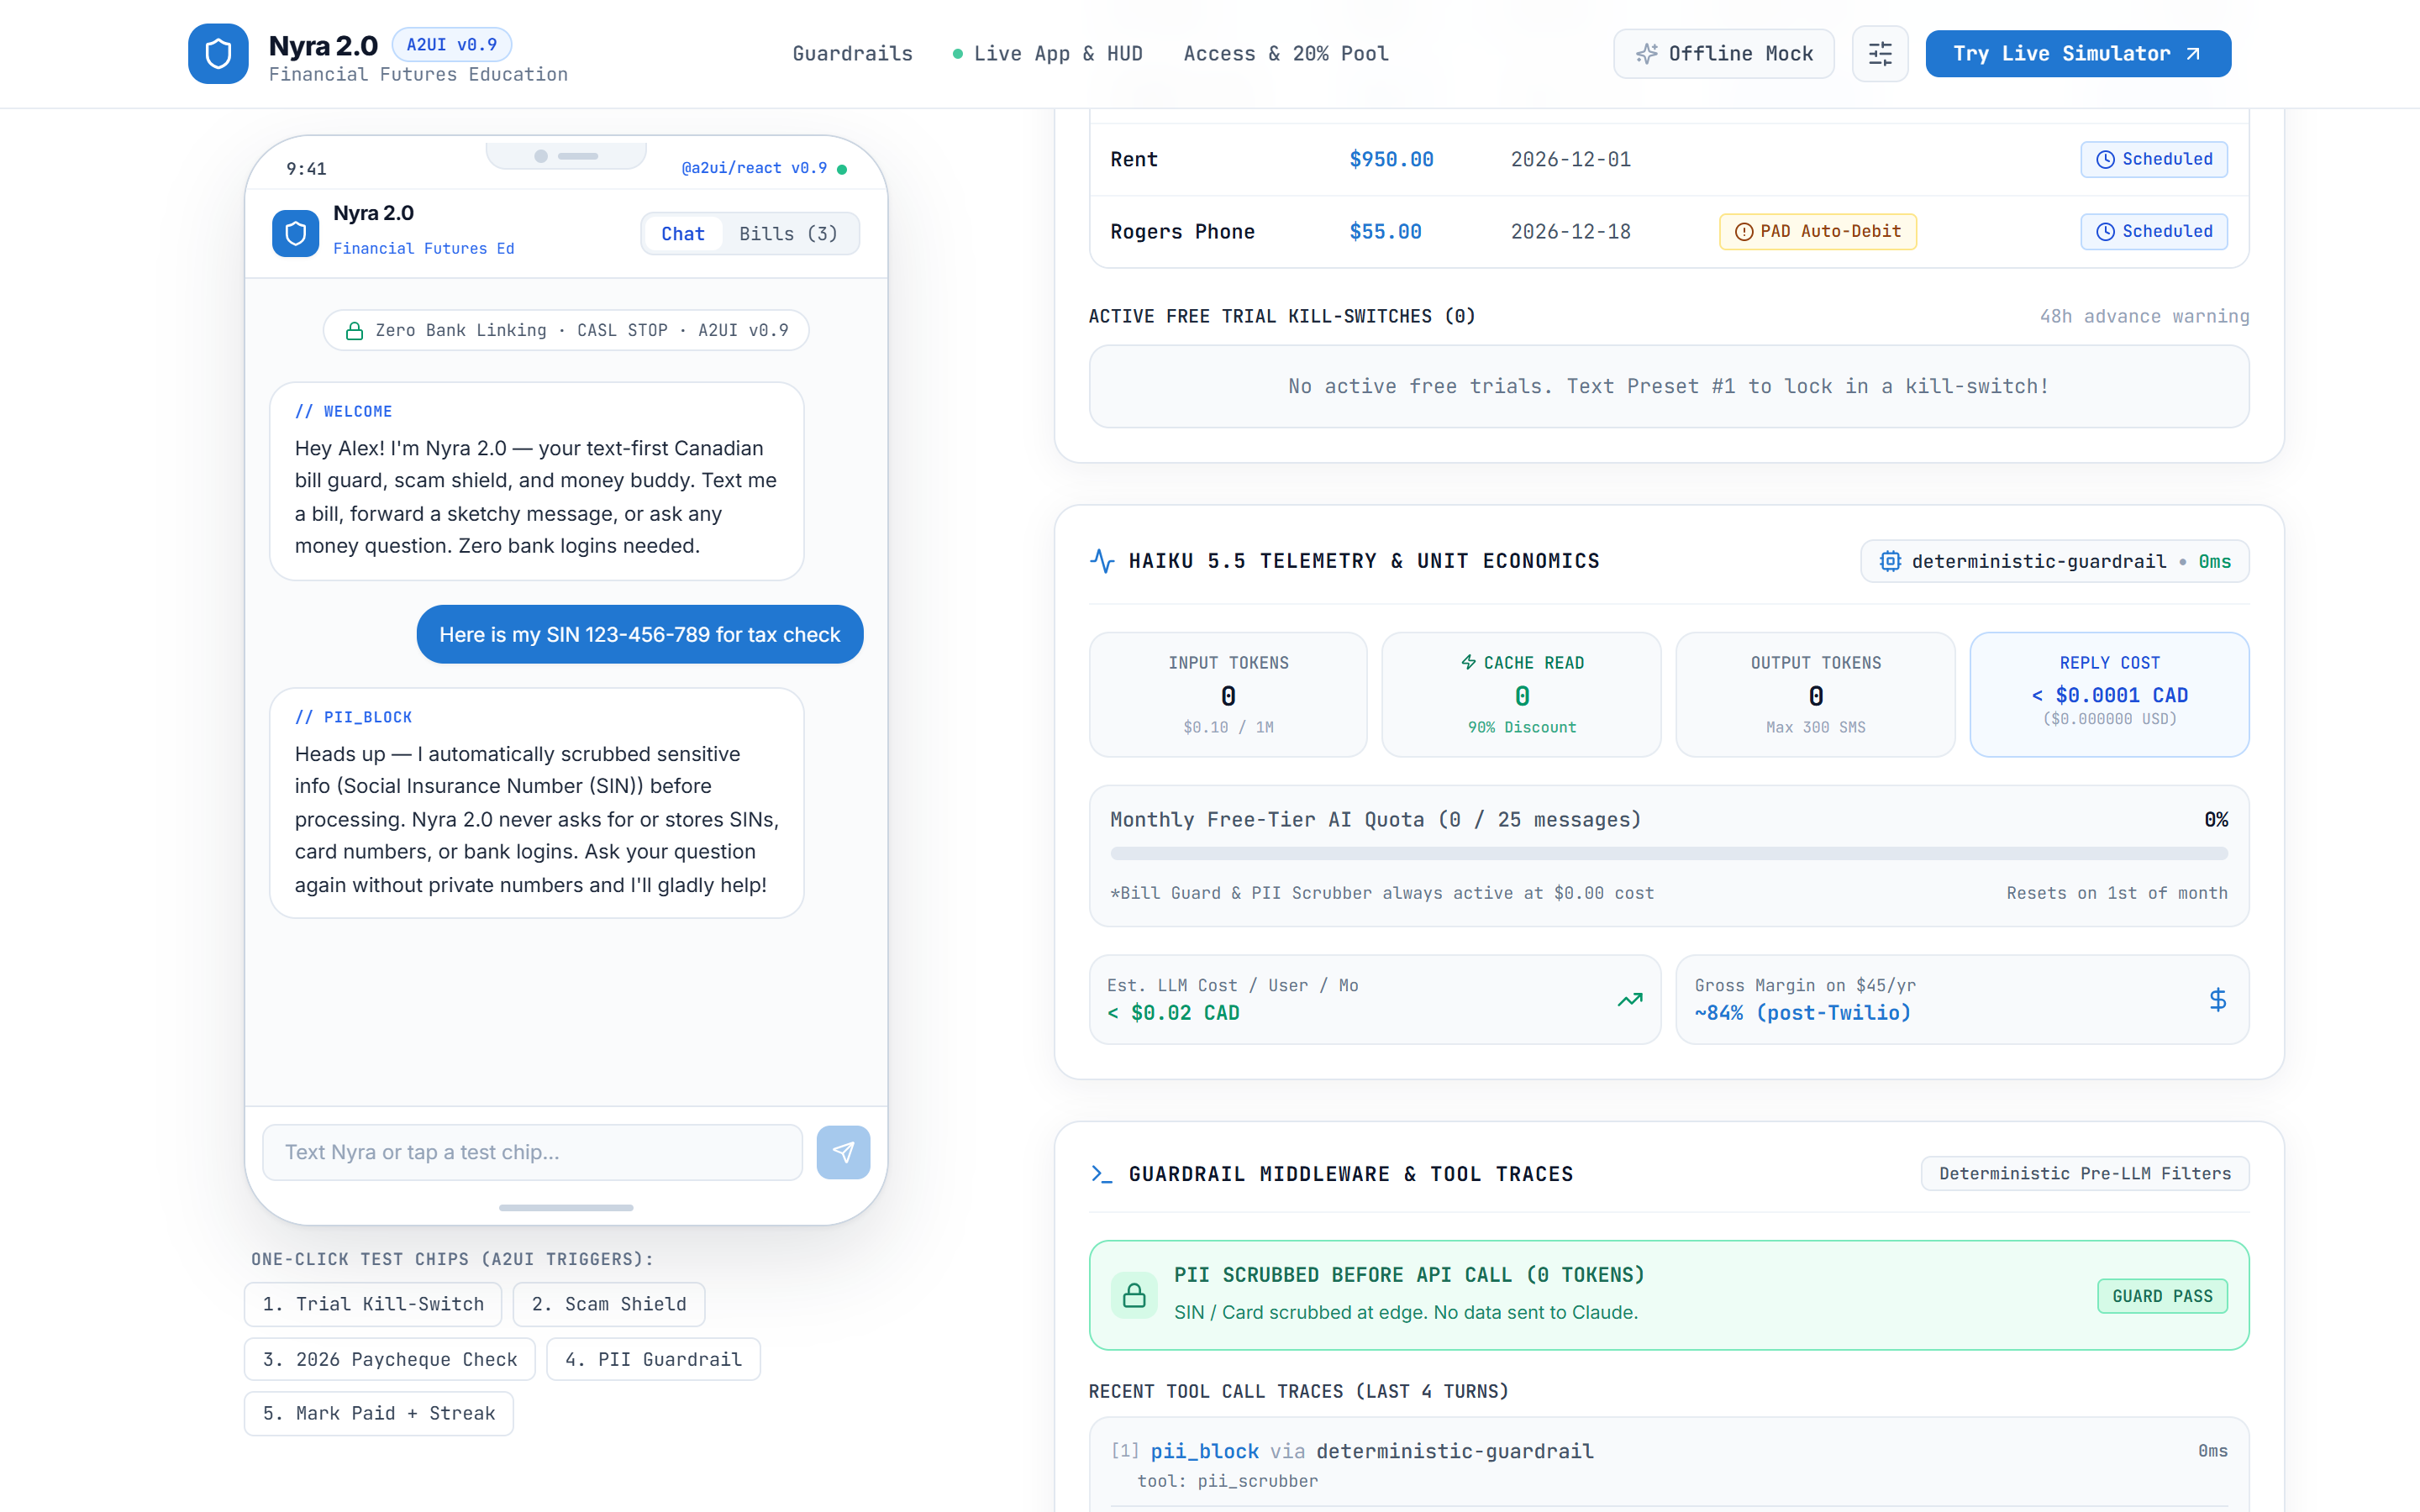 Nyra 2.0
A2UI v0.9
Financial Futures Education
Guardrails
Live App & HUD
Access & 20% Pool
Offline Mock
Try Live Simulator
9:41
@a2ui/react v0.9
Nyra 2.0
Financial Futures Ed
Chat
Bills (3)
Zero Bank Linking · CASL STOP · A2UI v0.9
// WELCOME
Hey Alex! I'm Nyra 2.0 — your text-first Canadian
bill guard, scam shield, and money buddy. Text me
a bill, forward a sketchy message, or ask any
money question. Zero bank logins needed.
Here is my SIN 123-456-789 for tax check
// PII_BLOCK
Heads up — I automatically scrubbed sensitive
info (Social Insurance Number (SIN)) before
processing. Nyra 2.0 never asks for or stores SINs,
card numbers, or bank logins. Ask your question
again without private numbers and I'll gladly help!
Text Nyra or tap a test chip...
ONE-CLICK TEST CHIPS (A2UI TRIGGERS):
1. Trial Kill-Switch
2. Scam Shield
3. 2026 Paycheque Check
4. PII Guardrail
5. Mark Paid + Streak
Rent $950.00 2026-12-01 Scheduled
Rogers Phone $55.00 2026-12-18 PAD Auto-Debit Scheduled
ACTIVE FREE TRIAL KILL-SWITCHES (0)
48h advance warning
No active free trials. Text Preset #1 to lock in a kill-switch!
HAIKU 5.5 TELEMETRY & UNIT ECONOMICS
deterministic-guardrail • 0ms
INPUT TOKENS
0
$0.10 / 1M
CACHE READ
0
90% Discount
OUTPUT TOKENS
0
Max 300 SMS
REPLY COST
< $0.0001 CAD
($0.000000 USD)
Monthly Free-Tier AI Quota (0 / 25 messages)
0%
*Bill Guard & PII Scrubber always active at $0.00 cost
Resets on 1st of month
Est. LLM Cost / User / Mo
< $0.02 CAD
Gross Margin on $45/yr
~84% (post-Twilio)
GUARDRAIL MIDDLEWARE & TOOL TRACES
Deterministic Pre-LLM Filters
PII SCRUBBED BEFORE API CALL (0 TOKENS)
SIN / Card scrubbed at edge. No data sent to Claude.
GUARD PASS
RECENT TOOL CALL TRACES (LAST 4 TURNS)
[1] pii_block via deterministic-guardrail
0ms
tool: pii_scrubber